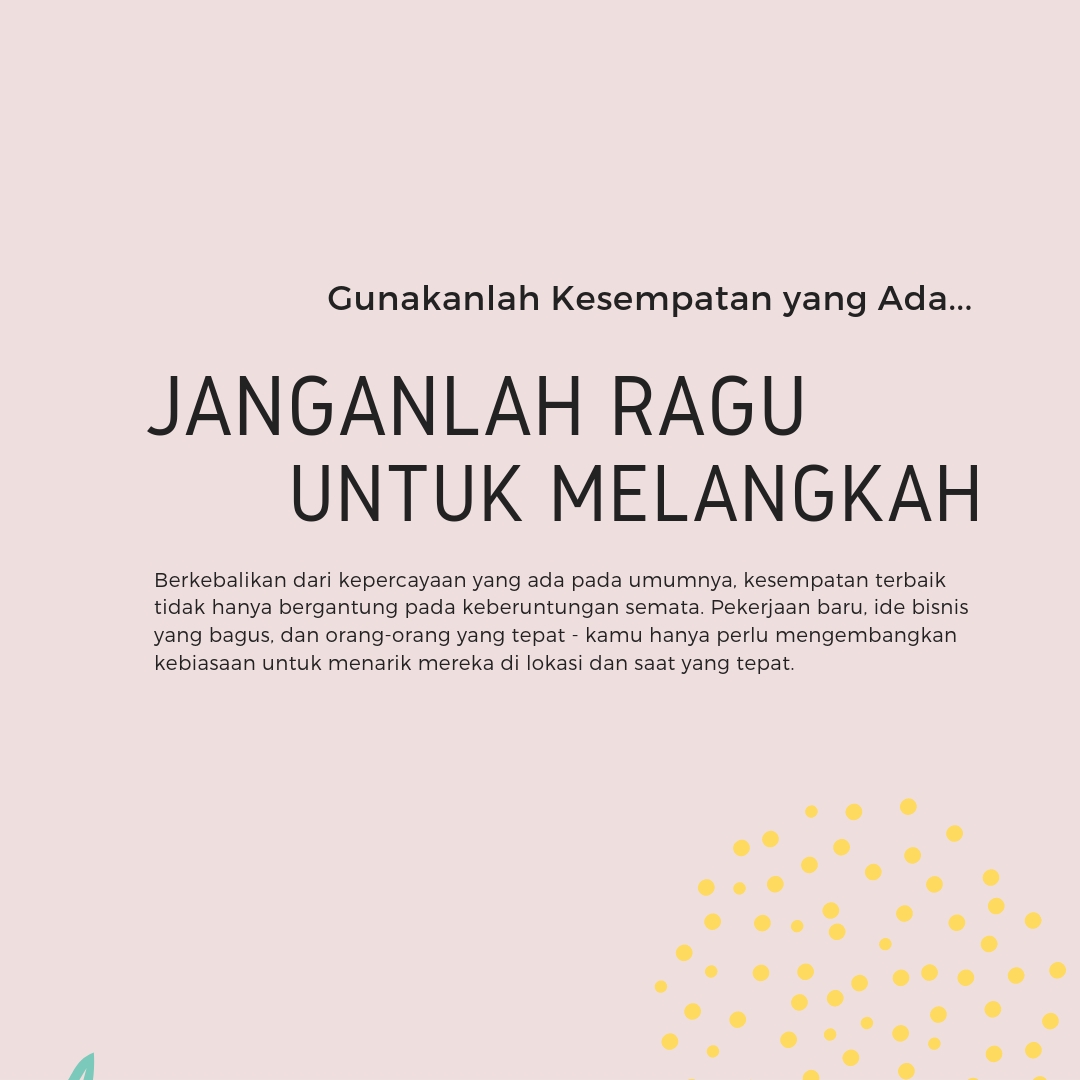 Gunakanlah Kesempatan yang Ada...
JANGANLAH RAGU
UNTUK MELANGKAH
Berkebalikan dari kepercayaan yang ada pada umumnya, kesempatan terbaik
tidak hanya bergantung pada keberuntungan semata. Pekerjaan baru, ide bisnis
yang bagus, dan orang-orang yang tepat - kamu hanya perlu mengembangkan
kebiasaan untuk menarik mereka di lokasi dan saat yang tepat.